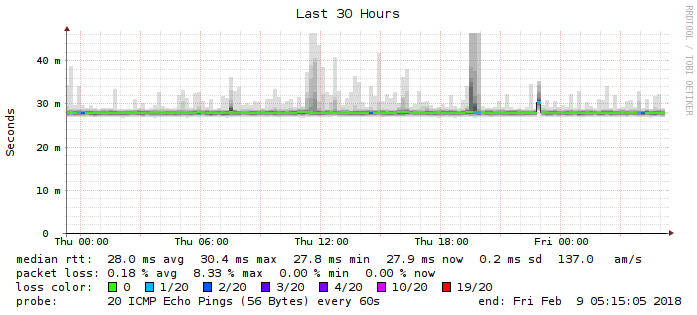 Last 30 Hours
RRDTOOL / TOBI OETIKER
Seconds
40 m
30 m
20 m
10 m
0
Thu 00:00 Thu 06:00 Thu 12:00 Thu 18:00 Fri 00:00
median rtt: 28.0 ms avg 30.4 ms max 27.8 ms min 27.9 ms now 0.2 ms sd 137.0 am/s
packet loss: 0.18 % avg 8.33 % max 0.00 % min 0.00 % now
loss color: 0 1/20 2/20 3/20 4/20 10/20 19/20
probe: 20 ICMP Echo Pings (56 Bytes) every 60s end: Fri Feb 9 05:15:05 2018